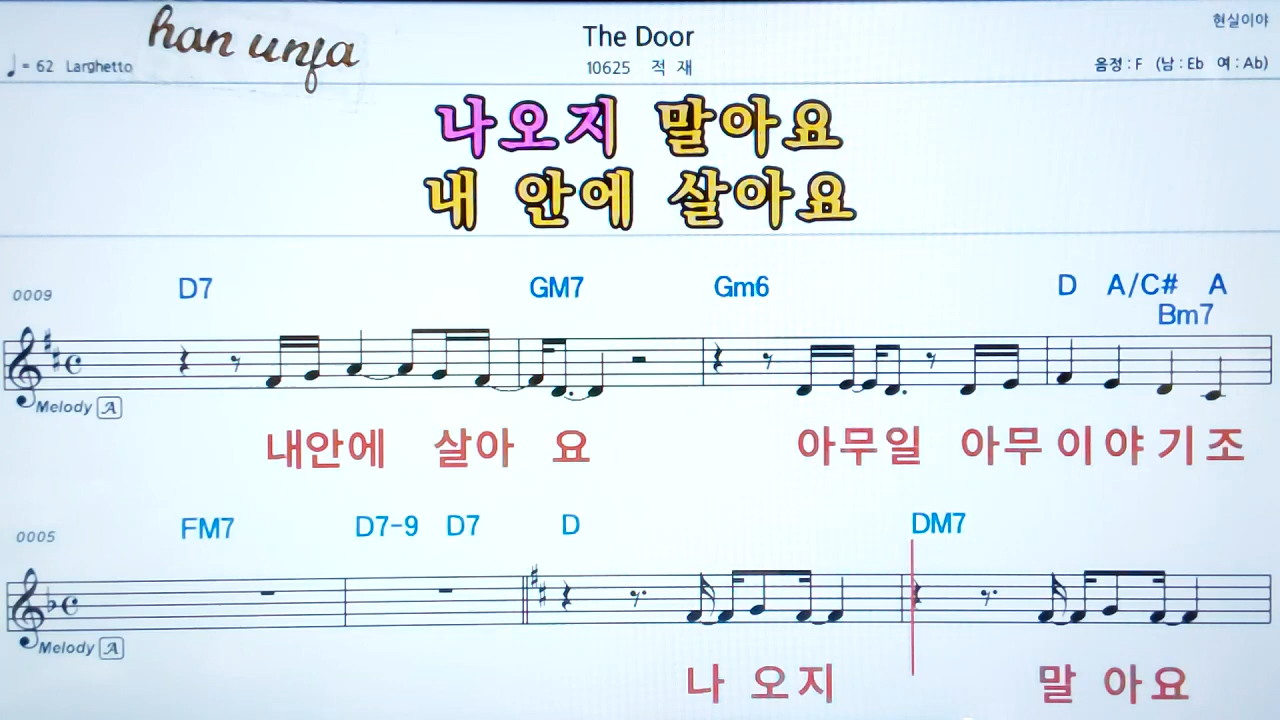 han unfa
The Door
현실이야
♩= 62 Larghetto
10625 적 재
음정 : F (남 : Eb 여 : Ab)
나오지 말아요
내 안에 살아요
0009 D7 GM7 Gm6 D A/C# A
Bm7
Melody A
내안에 살아 요 아무일 아무 이 야 기 조
0005 FM7 D7-9 D7 D DM7
Melody A
나 오지 말 아요